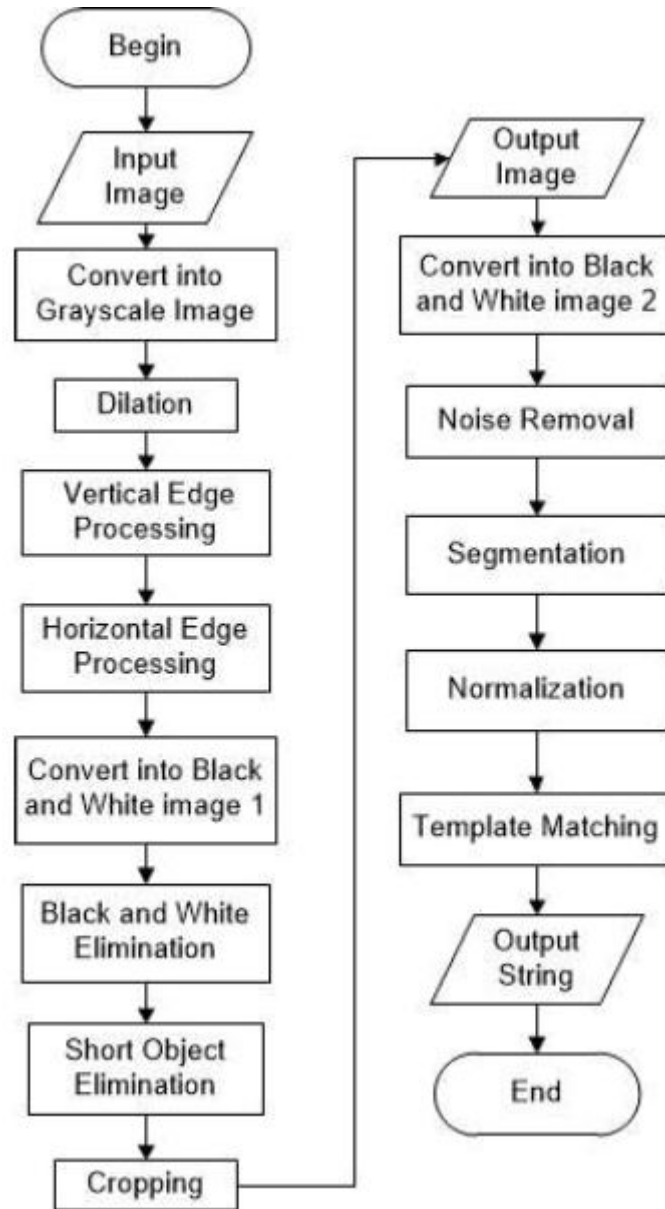 Begin
Input
Image
Convert into
Grayscale Image
Dilation
Vertical Edge
Processing
Horizontal Edge
Processing
Convert into Black
and White image 1
Black and White
Elimination
Short Object
Elimination
Cropping
Output
Image
Convert into Black
and White image 2
Noise Removal
Segmentation
Normalization
Template Matching
Output
String
End